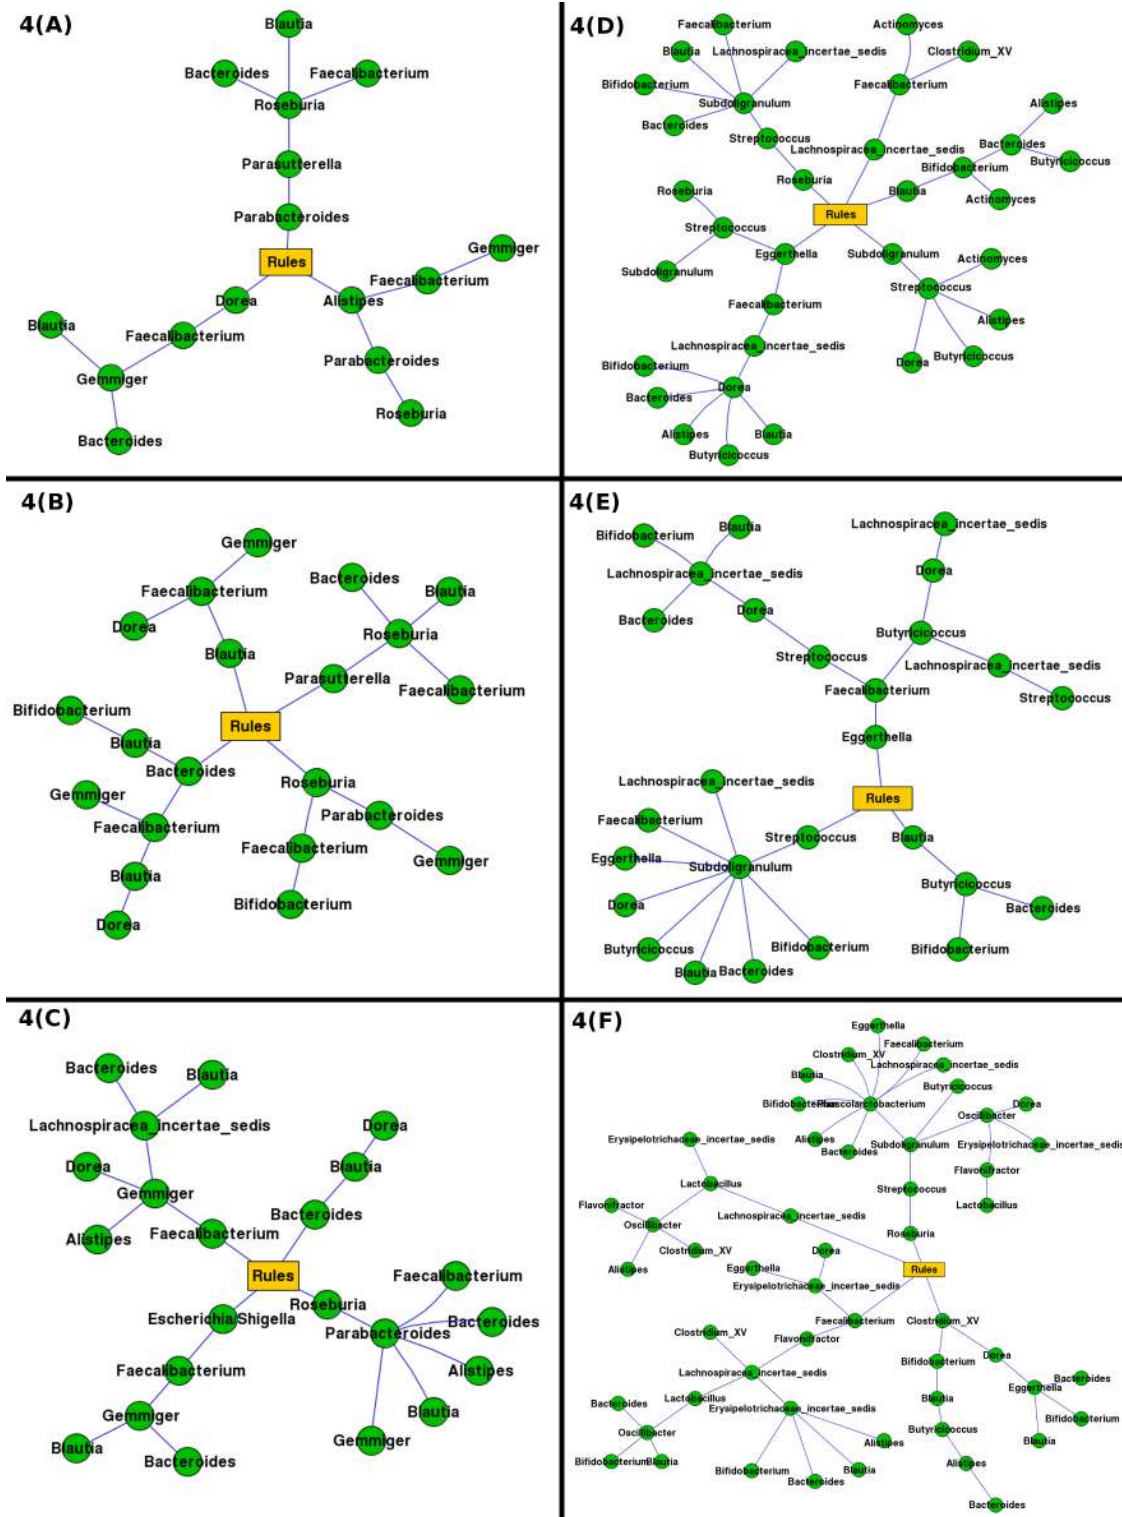 4(A)
Blautia
Bacteroides
Faecalibacterium
Roseburia
Parasutterella
Parabacteroides
Rules
Gemmiger
Faecalibacterium
Dorea
Alistipes
Blautia
Faecalibacterium
Parabacteroides
Gemmiger
Roseburia
Bacteroides
4(D)
Faecalibacterium
Actinomyces
Blautia
Lachnospiracea_incertae_sedis
Clostridium_XV
Bifidobacterium
Faecalibacterium
Subdoligranulum
Alistipes
Bacteroides
Streptococcus
Lachnospiracea_incertae_sedis
Bacteroides
Butyricicoccus
Bifidobacterium
Roseburia
Blautia
Roseburia
Actinomyces
Rules
Streptococcus
Eggerthella
Subdoligranulum
Actinomyces
Subdoligranulum
Streptococcus
Faecalibacterium
Alistipes
Lachnospiracea_incertae_sedis
Butyricicoccus
Dorea
Bifidobacterium
Dorea
Bacteroides
Alistipes
Blautia
Butyricicoccus
4(B)
Gemmiger
Bacteroides
Blautia
Faecalibacterium
Dorea
Roseburia
Blautia
Parasutterella
Faecalibacterium
Bifidobacterium
Rules
Blautia
Bacteroides
Roseburia
Gemmiger
Parabacteroides
Faecalibacterium
Faecalibacterium
Gemmiger
Blautia
Bifidobacterium
Dorea
4(E)
Lachnospiracea_incertae_sedis
Blautia
Bifidobacterium
Lachnospiracea_incertae_sedis
Dorea
Dorea
Bacteroides
Butyricicoccus
Streptococcus
Lachnospiracea_incertae_sedis
Faecalibacterium
Streptococcus
Eggerthella
Lachnospiracea_incertae_sedis
Rules
Faecalibacterium
Streptococcus
Blautia
Eggerthella
Subdoligranulum
Butyricicoccus
Dorea
Bacteroides
Butyricicoccus
Bifidobacterium
Bifidobacterium
Blautia
Bacteroides
4(C)
Bacteroides
Blautia
Lachnospiracea_incertae_sedis
Dorea
Dorea
Blautia
Gemmiger
Bacteroides
Alistipes
Faecalibacterium
Rules
Faecalibacterium
Roseburia
Escherichia/Shigella
Bacteroides
Parabacteroides
Faecalibacterium
Alistipes
Gemmiger
Blautia
Blautia
Gemmiger
Bacteroides
4(F)
Eggerthella
Clostridium_XV
Faecalibacterium
Lachnospiracea_incertae_sedis
Blautia
Butyricicoccus
Bifidobacterium
Phascolarctobacterium
Dorea
Oscillibacter
Erysipelotrichaceae_incertae_sedis
Alistipes
Subdoligranulum
Erysipelotrichaceae_incertae_sedis
Bacteroides
Flavonifractor
Lactobacillus
Streptococcus
Flavonifractor
Lactobacillus
Lachnospiracea_incertae_sedis
Oscillibacter
Roseburia
Clostridium_XV
Dorea
Alistipes
Eggerthella
Rules
Erysipelotrichaceae_incertae_sedis
Faecalibacterium
Clostridium_XV
Clostridium_XV
Flavonifractor
Dorea
Bifidobacterium
Lachnospiracea_incertae_sedis
Bacteroides
Eggerthella
Lactobacillus
Blautia
Bacteroides
Erysipelotrichaceae_incertae_sedis
Bifidobacterium
Oscillibacter
Butyricicoccus
Alistipes
Blautia
Bifidobacterium
Blautia
Alistipes
Bifidobacterium
Blautia
Bacteroides
Bacteroides